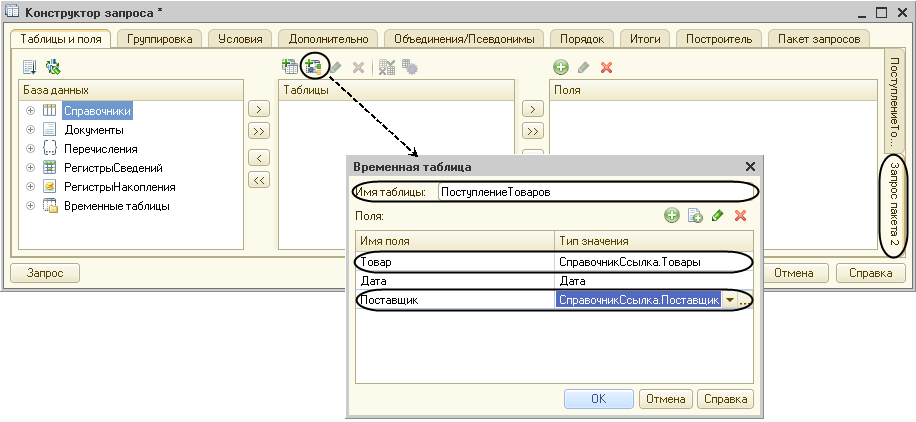 Конструктор запроса *
Таблицы и поля Группировка Условия Дополнительно Объединения/Псевдонимы Порядок Итоги Построитель Пакет запросов
База данных
Справочники
Документы
Перечисления
РегистрыСведений
РегистрыНакопления
Временные таблицы
Таблицы
>
>>
<
<<
Поля
>
>>
ПоступлениеТо...
Запрос пакета 2
Временная таблица
Имя таблицы: ПоступлениеТоваров
Поля:
Имя поля Тип значения
Товар СправочникСсылка.Товары
Дата Дата
Поставщик СправочникСсылка.Поставщик ...
OK Отмена Справка
Запрос Отмена Справка